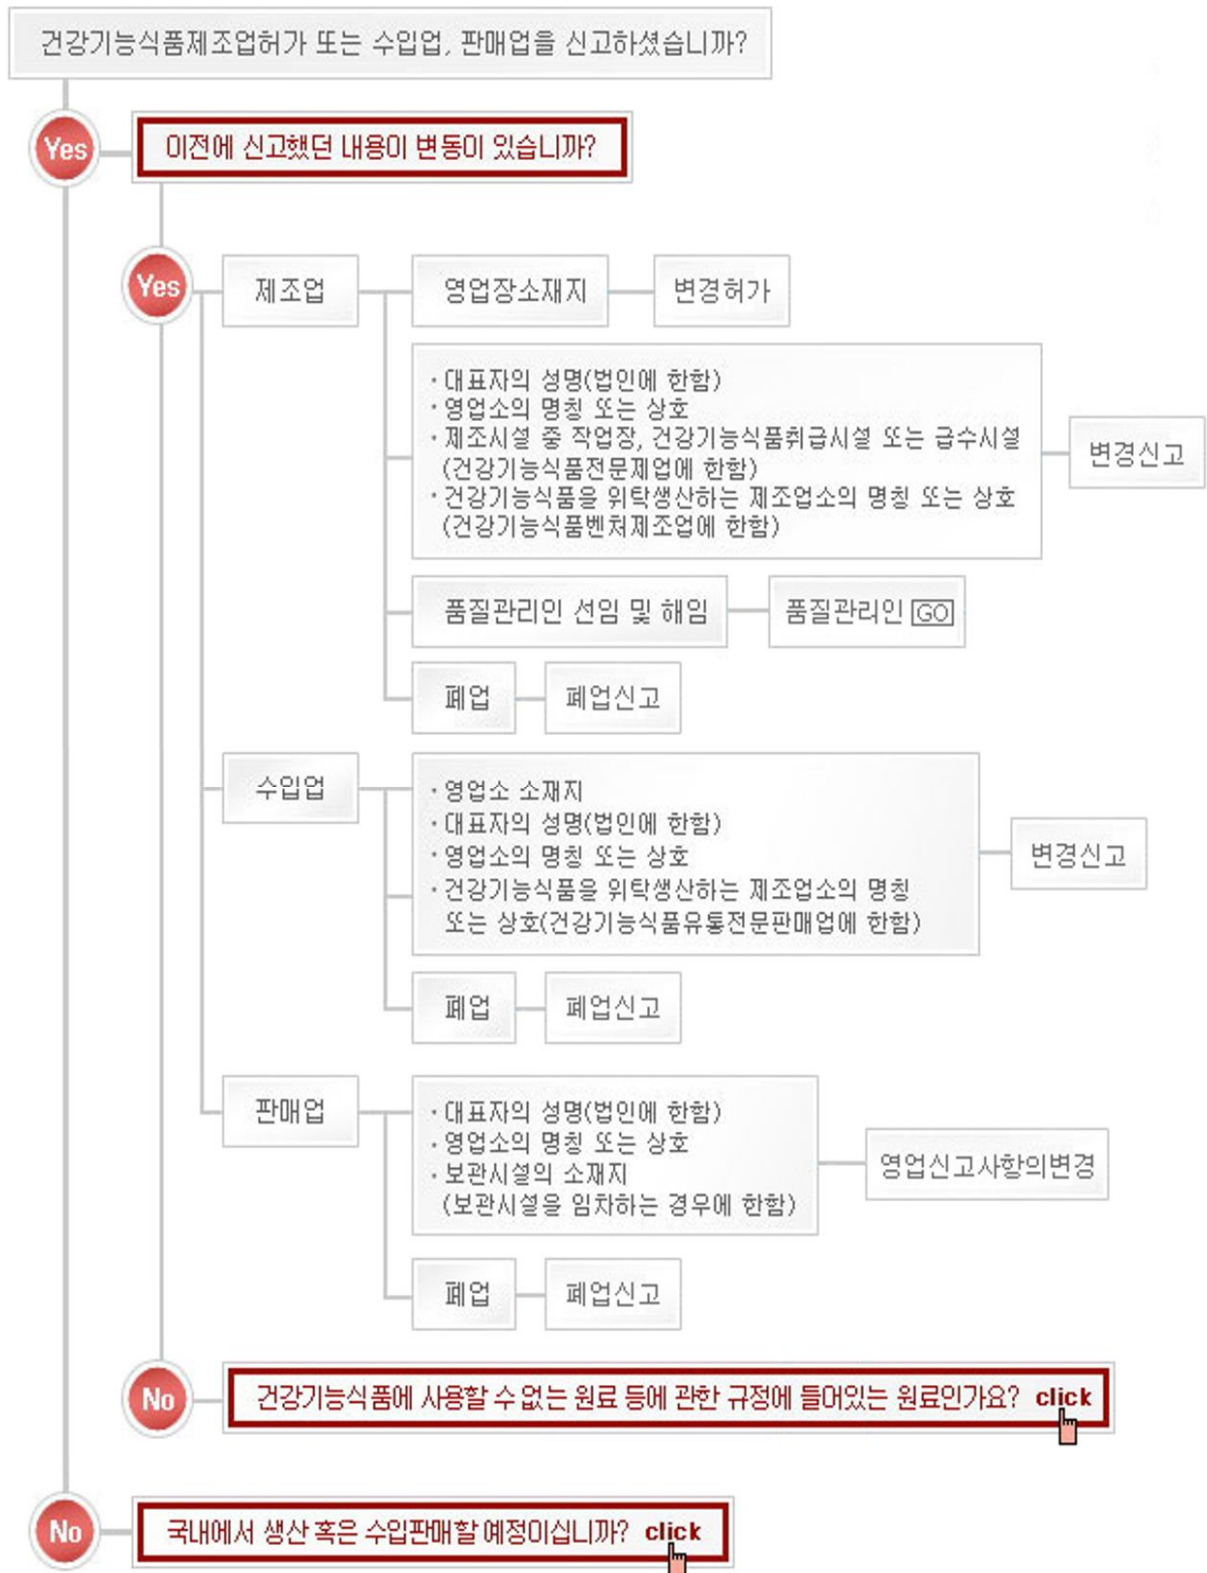 건강기능식품제조업허가 또는 수입업, 판매업을 신고하셨습니까?
Yes
이전에 신고했던 내용이 변동이 있습니까?
Yes
제조업
영업장소재지
변경허가
· 대표자의 성명(법인에 한함)
· 영업소의 명칭 또는 상호
· 제조시설 중 작업장, 건강기능식품취급시설 또는 급수시설
(건강기능식품전문제업에 한함)
· 건강기능식품을 위탁생산하는 제조업소의 명칭 또는 상호
(건강기능식품벤처제조업에 한함)
변경신고
품질관리인 선임 및 해임
품질관리인 GO
폐업
폐업신고
수입업
· 영업소 소재지
· 대표자의 성명(법인에 한함)
· 영업소의 명칭 또는 상호
· 건강기능식품을 위탁생산하는 제조업소의 명칭
또는 상호(건강기능식품유통전문판매업에 한함)
변경신고
폐업
폐업신고
판매업
· 대표자의 성명(법인에 한함)
· 영업소의 명칭 또는 상호
· 보관시설의 소재지
(보관시설을 임차하는 경우에 한함)
영업신고사항의변경
폐업
폐업신고
No
건강기능식품에 사용할 수 없는 원료 등에 관한 규정에 들어있는 원료인가요? click
No
국내에서 생산 혹은 수입판매할 예정이십니까? click